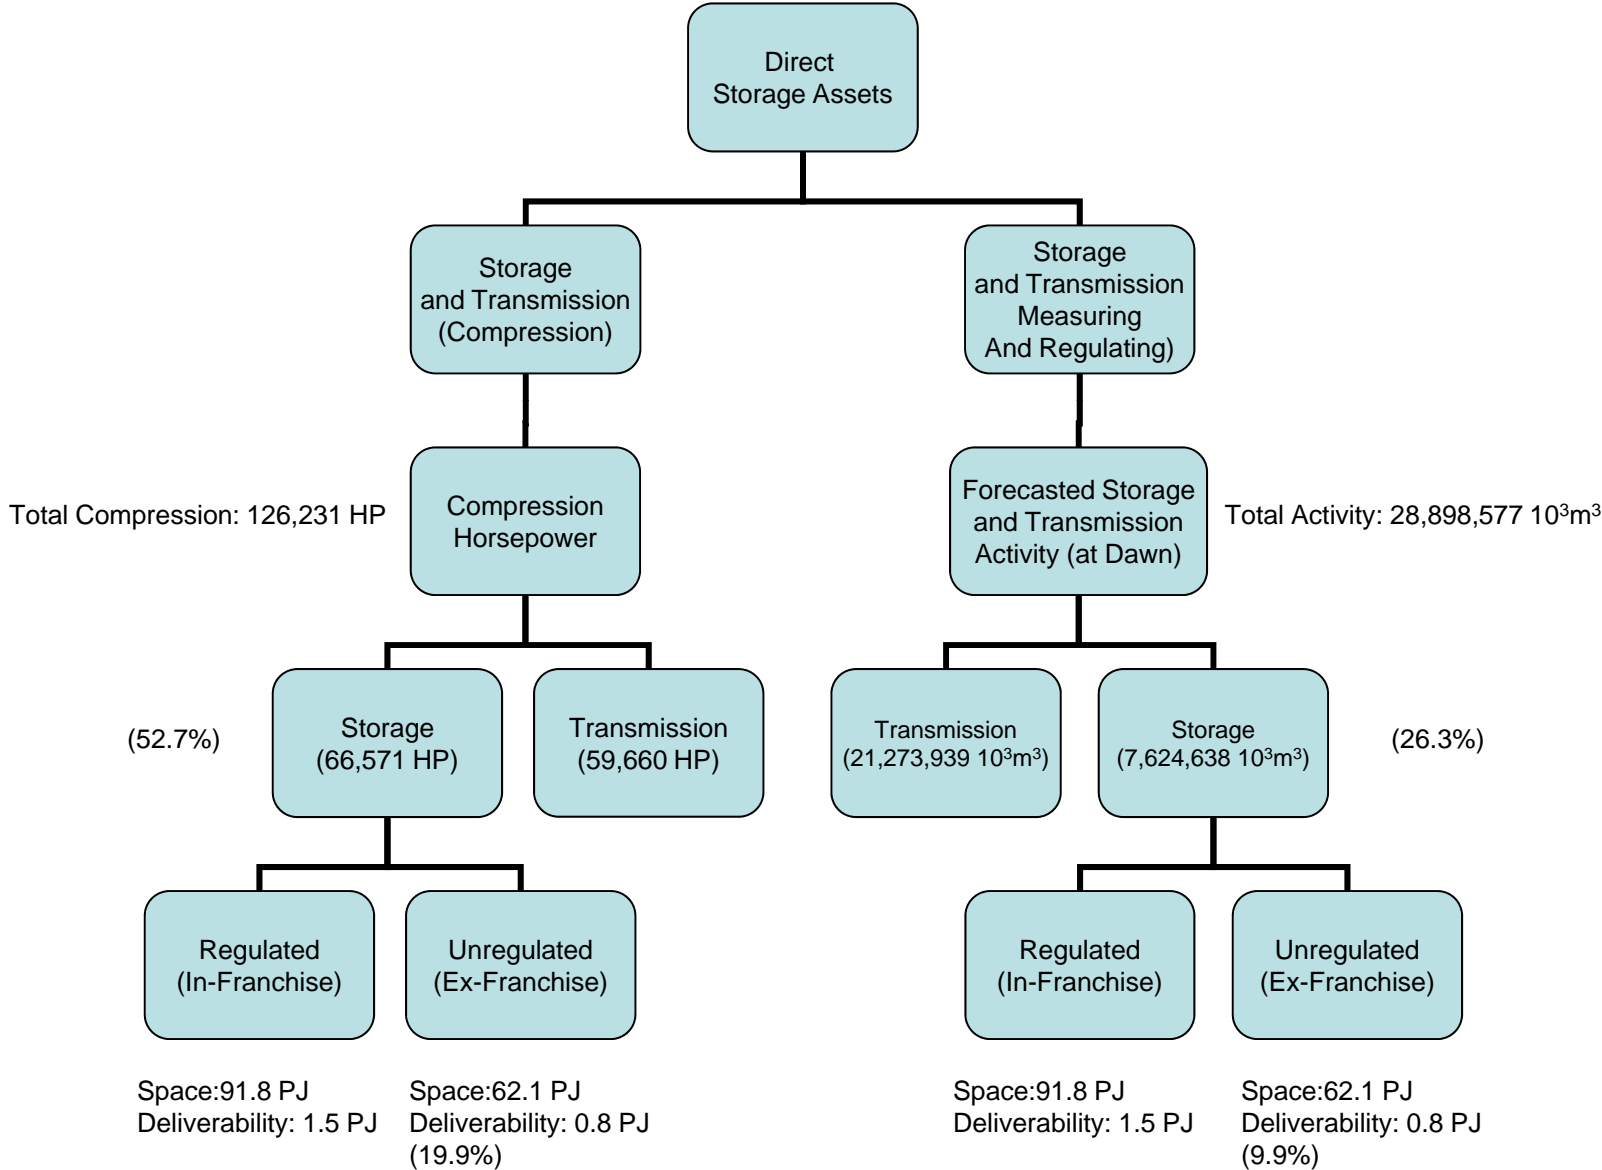 Direct
Storage Assets
Storage
and Transmission
(Compression)
Storage
and Transmission
Measuring
And Regulating)
Total Compression: 126,231 HP
Compression
Horsepower
Forecasted Storage
and Transmission
Activity (at Dawn)
Total Activity: 28,898,577 10³m³
(52.7%)
Storage
(66,571 HP)
Transmission
(59,660 HP)
Transmission
(21,273,939 10³m³)
Storage
(7,624,638 10³m³)
(26.3%)
Regulated
(In-Franchise)
Unregulated
(Ex-Franchise)
Regulated
(In-Franchise)
Unregulated
(Ex-Franchise)
Space:91.8 PJ
Deliverability: 1.5 PJ
Space:62.1 PJ
Deliverability: 0.8 PJ
(19.9%)
Space:91.8 PJ
Deliverability: 1.5 PJ
Space:62.1 PJ
Deliverability: 0.8 PJ
(9.9%)